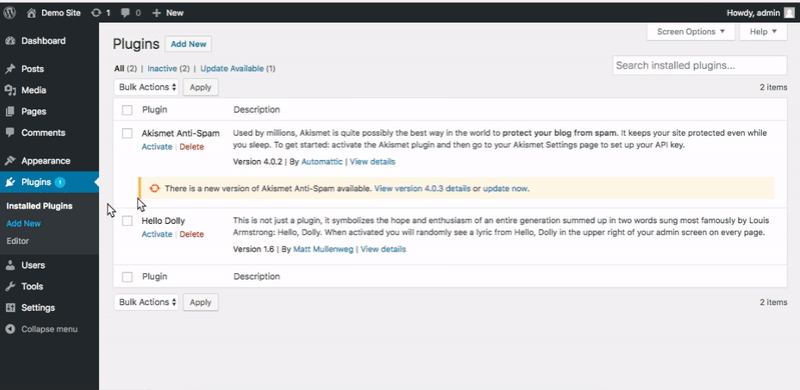 Demo Site 1 0 New Howdy, admin
Dashboard
Posts
Media
Pages
Comments
Appearance
Plugins 1
Installed Plugins
Add New
Editor
Users
Tools
Settings
Collapse menu
Screen Options Help
Plugins Add New
All (2) | Inactive (2) | Update Available (1)
Search installed plugins...
Bulk Actions Apply 2 items
Plugin Description
Akismet Anti-Spam
Activate | Delete
Used by millions, Akismet is quite possibly the best way in the world to protect your blog from spam. It keeps your site protected even while
you sleep. To get started: activate the Akismet plugin and then go to your Akismet Settings page to set up your API key.
Version 4.0.2 | By Automattic | View details
There is a new version of Akismet Anti-Spam available. View version 4.0.3 details or update now.
Hello Dolly
Activate | Delete
This is not just a plugin, it symbolizes the hope and enthusiasm of an entire generation summed up in two words sung most famously by Louis
Armstrong: Hello, Dolly. When activated you will randomly see a lyric from Hello, Dolly in the upper right of your admin screen on every page.
Version 1.6 | By Matt Mullenweg | View details
Plugin Description
Bulk Actions Apply 2 items